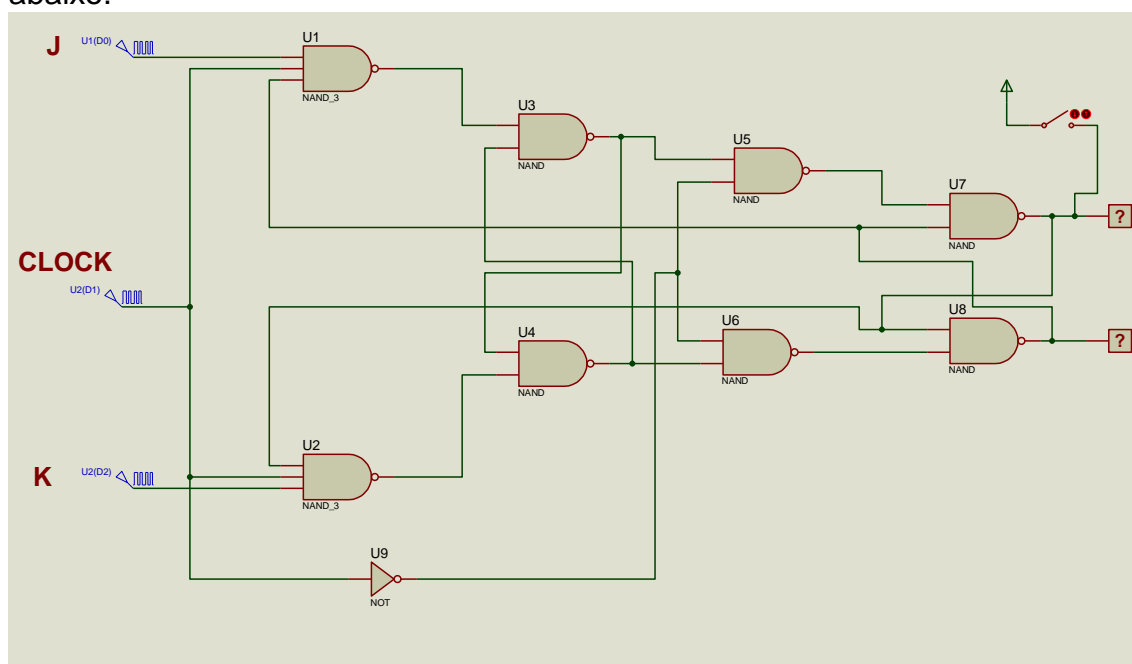 abaixo:
J
U1(D0)
U1
NAND_3
U3
NAND
U5
NAND
U7
NAND
?
CLOCK
U2(D1)
U4
NAND
U6
NAND
U8
NAND
?
K
U2(D2)
U2
NAND_3
U9
NOT